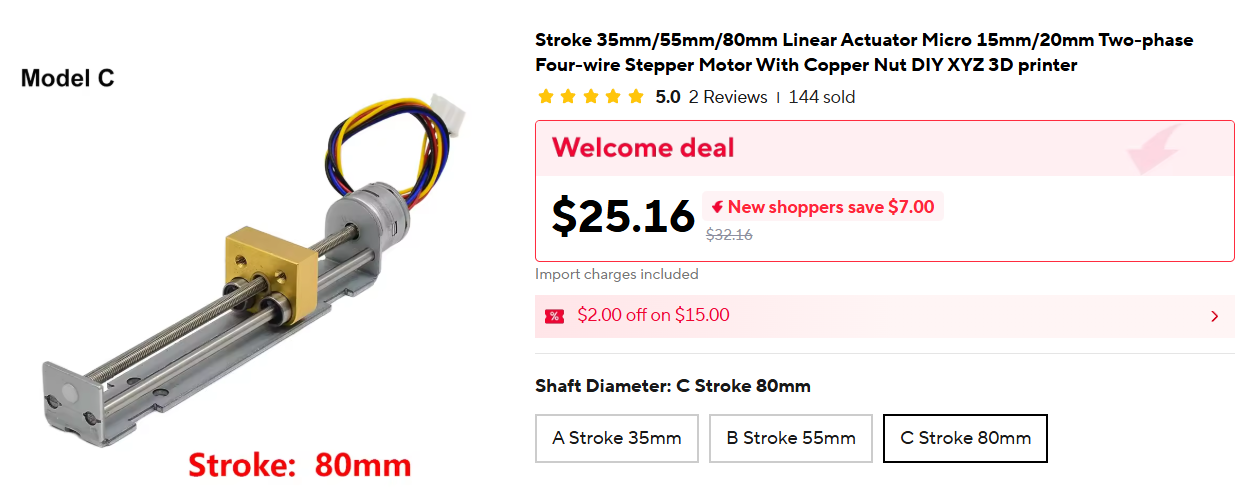 Model C
Stroke: 80mm
Stroke 35mm/55mm/80mm Linear Actuator Micro 15mm/20mm Two-phase
Four-wire Stepper Motor With Copper Nut DIY XYZ 3D printer
5.0 2 Reviews | 144 sold
Welcome deal
$25.16 New shoppers save $7.00
$32.16
Import charges included
% $2.00 off on $15.00
Shaft Diameter: C Stroke 80mm
A Stroke 35mm B Stroke 55mm C Stroke 80mm